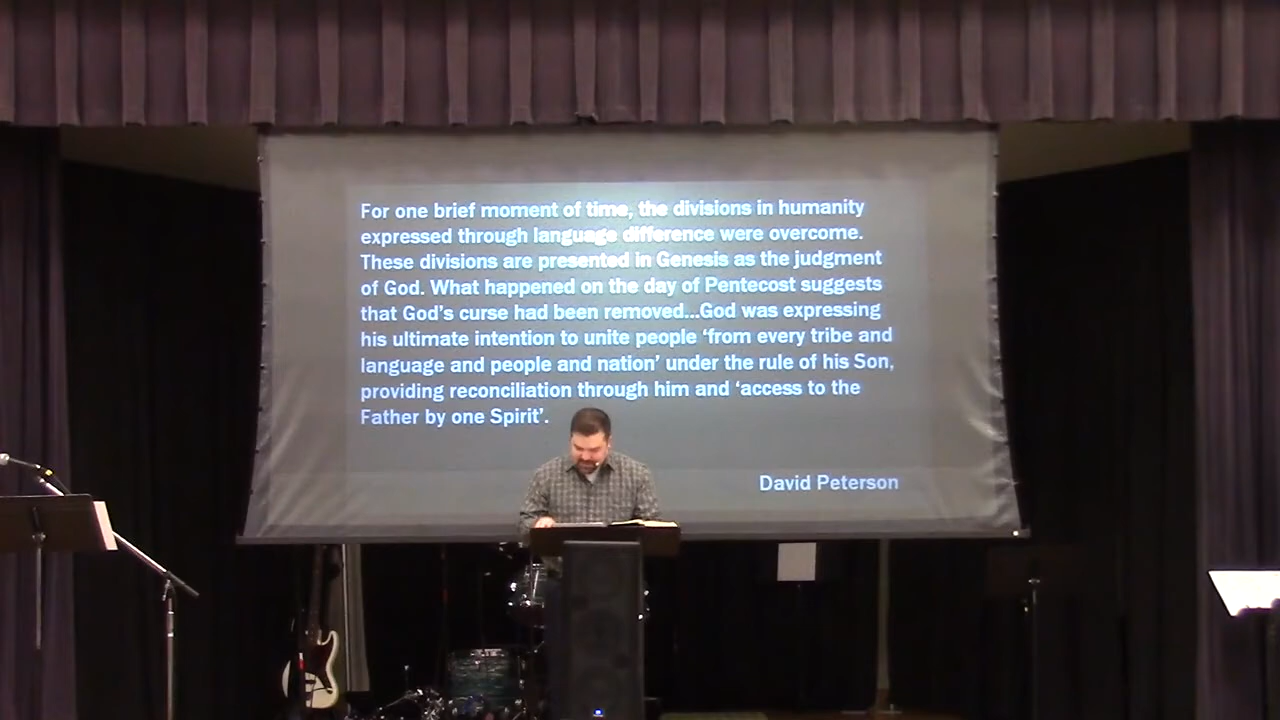 For one brief moment of time, the divisions in humanity
expressed through language difference were overcome.
These divisions are presented in Genesis as the judgment
of God. What happened on the day of Pentecost suggests
that God's curse had been removed...God was expressing
his ultimate intention to unite people ‘from every tribe and
language and people and nation’ under the rule of his Son,
providing reconciliation through him and ‘access to the
Father by one Spirit’.
David Peterson